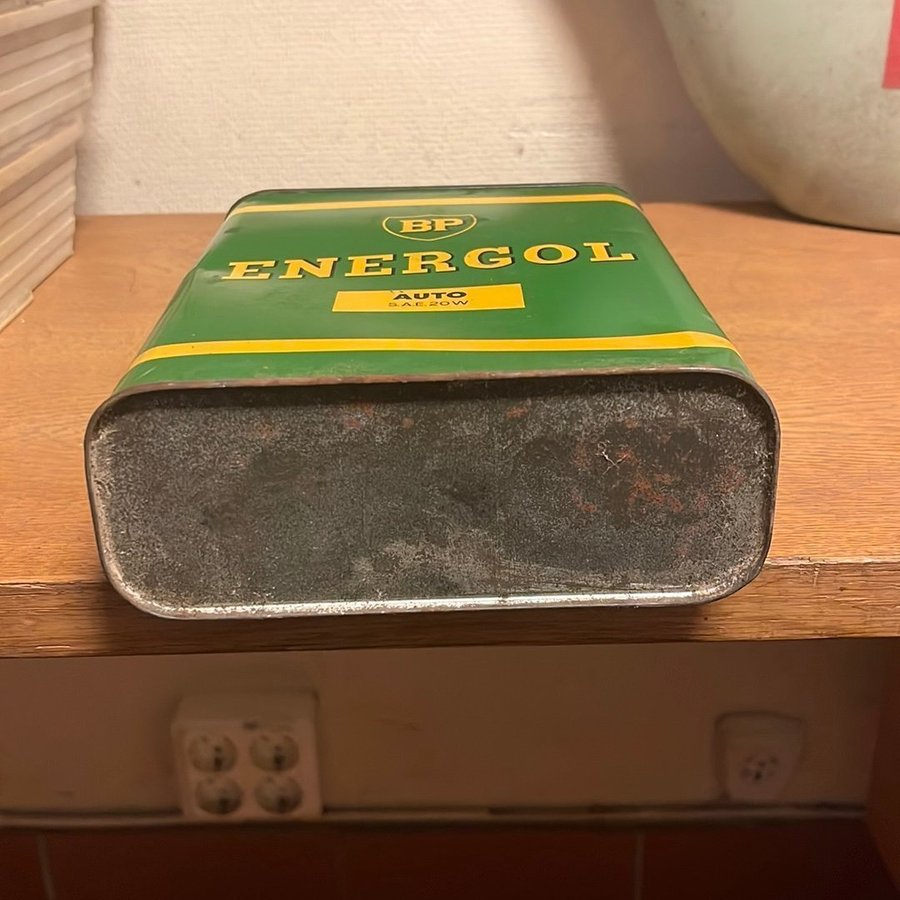 BP
ENERGOL
AUTO
S.A.E. 20W